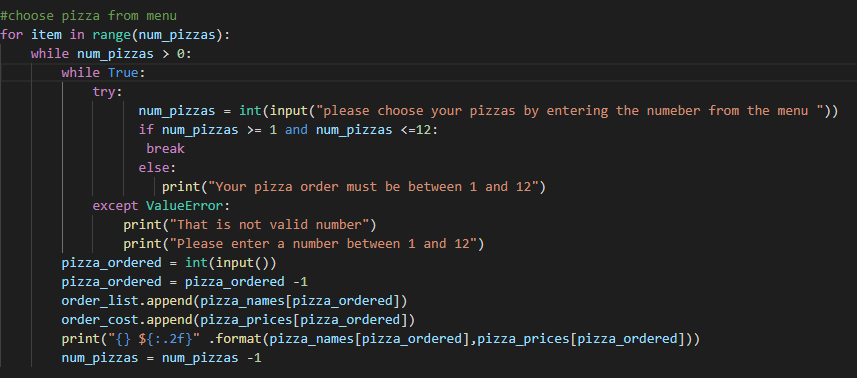 #choose pizza from menu
for item in range(num_pizzas):
    while num_pizzas > 0:
        while True:
            try:
                  num_pizzas = int(input("please choose your pizzas by entering the numeber from the menu "))
                  if num_pizzas >= 1 and num_pizzas <=12:
                   break
                  else:
                     print("Your pizza order must be between 1 and 12")
            except ValueError:
                print("That is not valid number")
                print("Please enter a number between 1 and 12")
        pizza_ordered = int(input())
        pizza_ordered = pizza_ordered -1
        order_list.append(pizza_names[pizza_ordered])
        order_cost.append(pizza_prices[pizza_ordered])
        print("{} ${:.2f}" .format(pizza_names[pizza_ordered],pizza_prices[pizza_ordered]))
        num_pizzas = num_pizzas -1